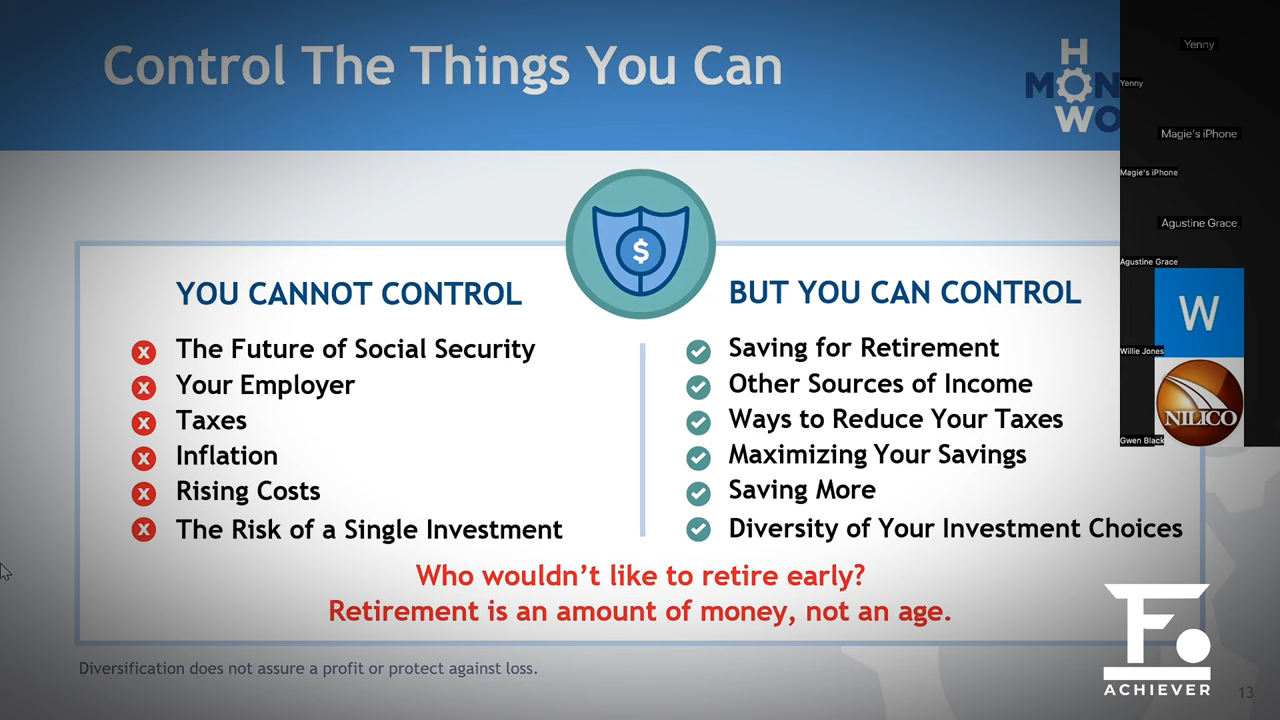 Control The Things You Can
H
MON
WO
$
YOU CANNOT CONTROL
The Future of Social Security
Your Employer
Taxes
Inflation
Rising Costs
The Risk of a Single Investment
BUT YOU CAN CONTROL
Saving for Retirement
Other Sources of Income
Ways to Reduce Your Taxes
Maximizing Your Savings
Saving More
Diversity of Your Investment Choices
Who wouldn't like to retire early?
Retirement is an amount of money, not an age.
Diversification does not assure a profit or protect against loss.
13
Yenny
Yenny
Magie's iPhone
Magie's iPhone
Agustine Grace
Agustine Grace
W
Willie Jones
NILICO
Gwen Black
F
ACHIEVER